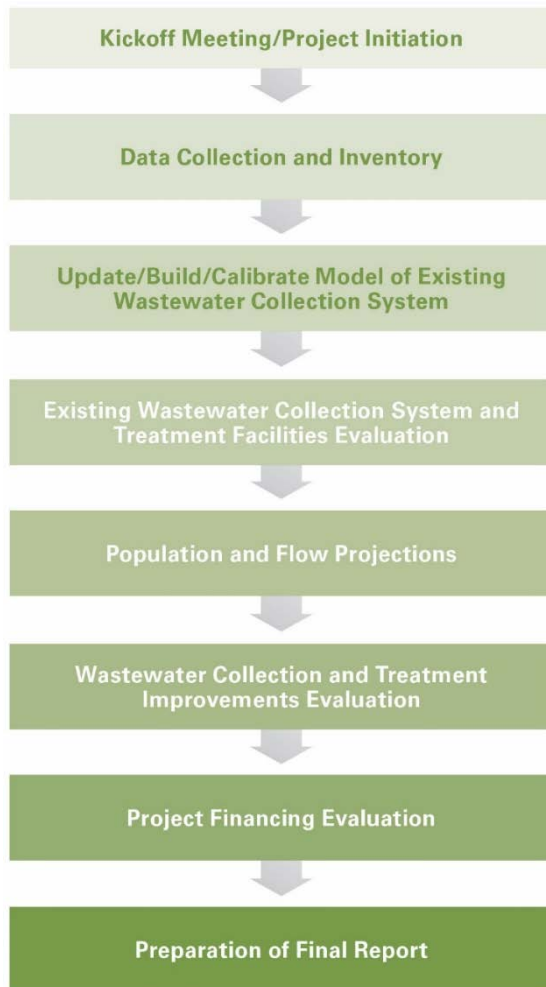 Kickoff Meeting/Project Initiation
Data Collection and Inventory
Update/Build/Calibrate Model of Existing
Wastewater Collection System
Existing Wastewater Collection System and
Treatment Facilities Evaluation
Population and Flow Projections
Wastewater Collection and Treatment
Improvements Evaluation
Project Financing Evaluation
Preparation of Final Report